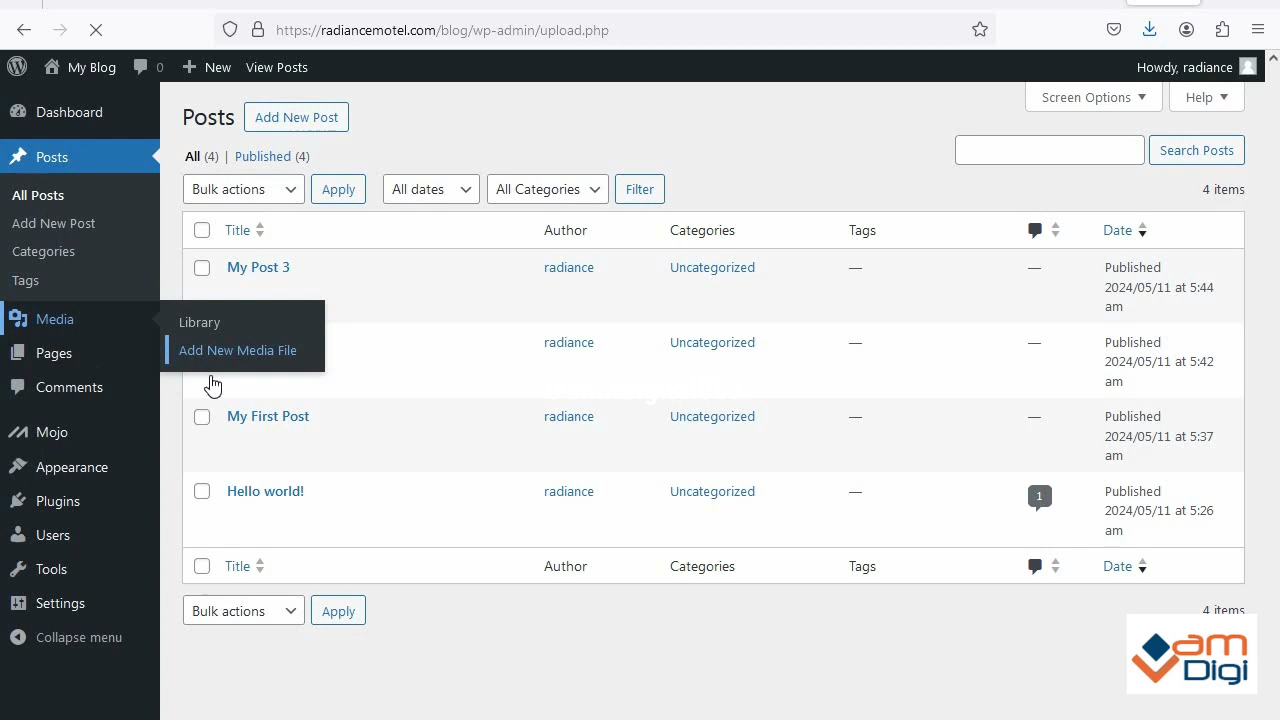 https://radiancemotel.com/blog/wp-admin/upload.php
My Blog 0 New View Posts Howdy, radiance
Dashboard
Posts
All Posts
Add New Post
Categories
Tags
Media
Library
Add New Media File
Pages
Comments
Mojo
Appearance
Plugins
Users
Tools
Settings
Collapse menu
Screen Options Help
Posts Add New Post
All (4) | Published (4)
Search Posts
Bulk actions Apply All dates All Categories Filter 4 items
Title Author Categories Tags Date
My Post 3 radiance Uncategorized — — Published
2024/05/11 at 5:44
am
radiance Uncategorized — — Published
2024/05/11 at 5:42
am
My First Post radiance Uncategorized — — Published
2024/05/11 at 5:37
am
Hello world! radiance Uncategorized — 1 Published
2024/05/11 at 5:26
am
Title Author Categories Tags Date
Bulk actions Apply 4 items
am
Digi